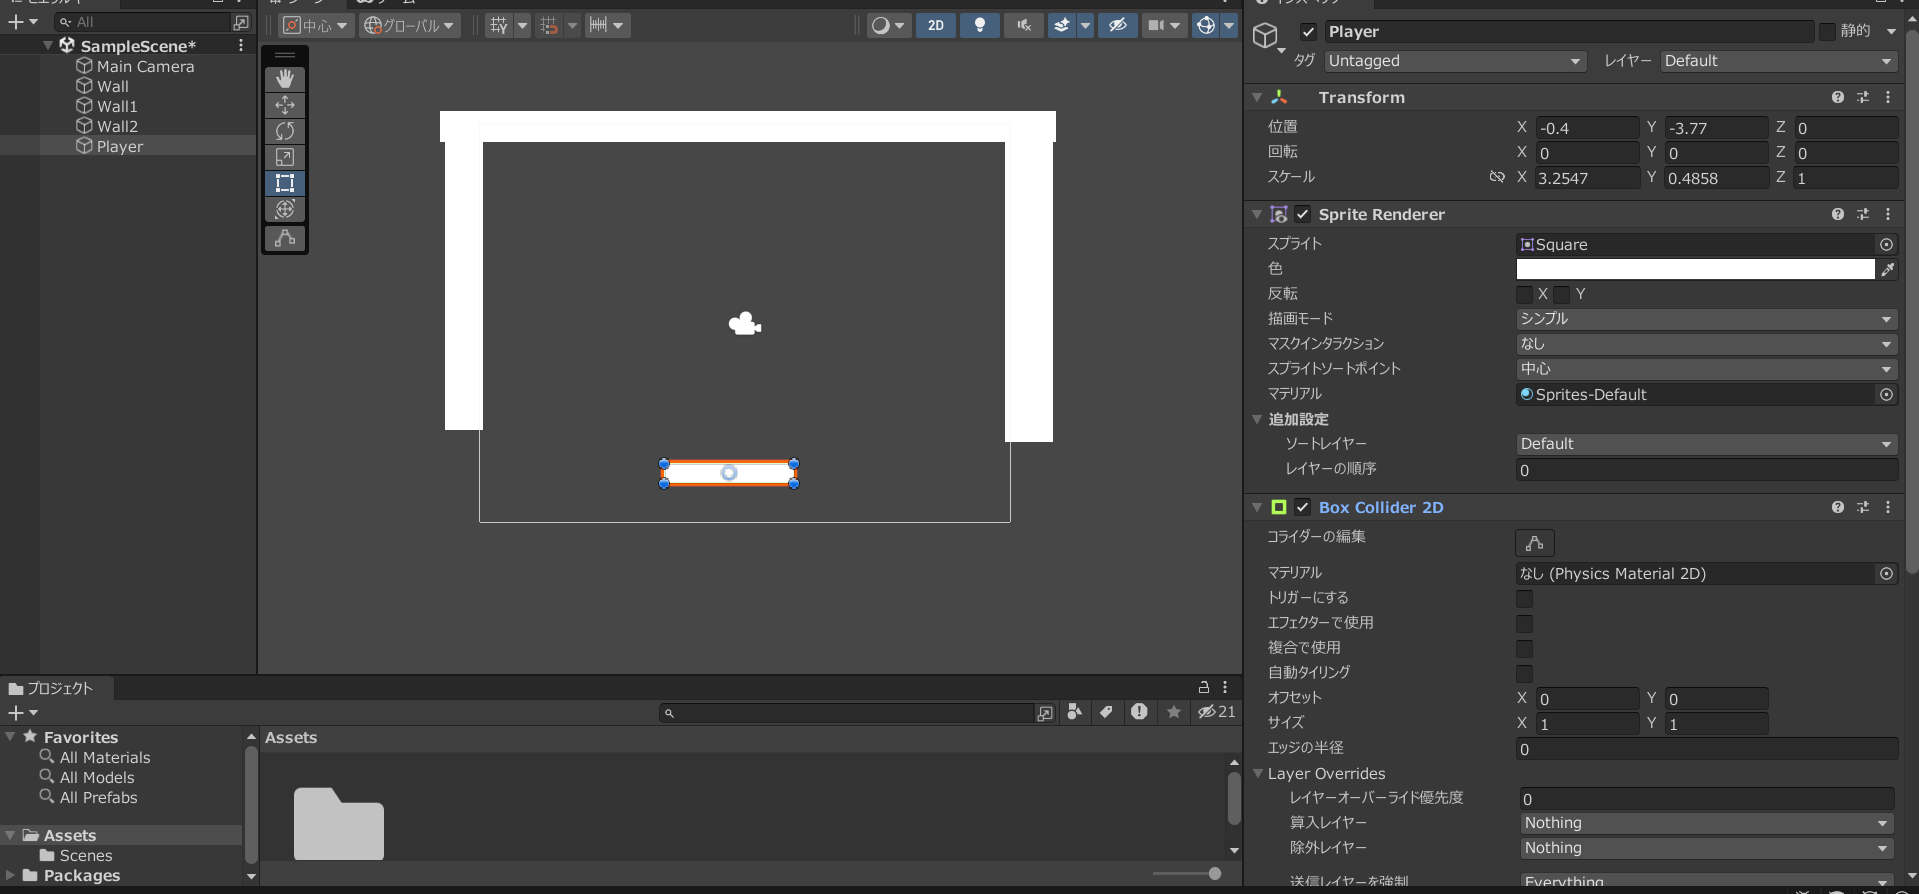 All
SampleScene*
Main Camera
Wall
Wall1
Wall2
Player
中心
グローバル
2D
Player
静的
タグ
Untagged
レイヤー
Default
Transform
位置
X
-0.4
Y
-3.77
Z
0
回転
X
0
Y
0
Z
0
スケール
X
3.2547
Y
0.4858
Z
1
Sprite Renderer
スプライト
Square
色
反転
X
Y
描画モード
シンプル
マスクインタラクション
なし
スプライトソートポイント
中心
マテリアル
Sprites-Default
追加設定
ソートレイヤー
Default
レイヤーの順序
0
Box Collider 2D
コライダーの編集
マテリアル
なし (Physics Material 2D)
トリガーにする
エフェクターで使用
複合で使用
自動タイリング
オフセット
X
0
Y
0
サイズ
X
1
Y
1
エッジの半径
0
Layer Overrides
レイヤーオーバーライド優先度
0
算入レイヤー
Nothing
除外レイヤー
Nothing
送信レイヤーを強制
Everything
プロジェクト
21
Favorites
All Materials
All Models
All Prefabs
Assets
Scenes
Packages
Assets